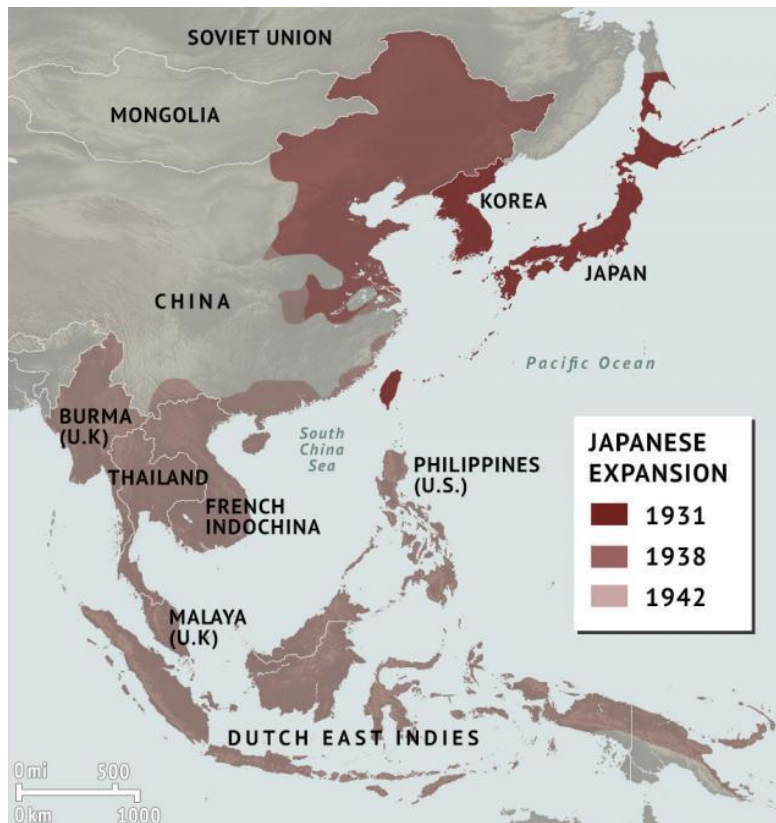 SOVIET UNION
MONGOLIA
KOREA
JAPAN
CHINA
Pacific Ocean
BURMA
(U.K)
South
China
Sea
THAILAND
PHILIPPINES
(U.S.)
FRENCH
INDOCHINA
MALAYA
(U.K)
DUTCH EAST INDIES
JAPANESE
EXPANSION
1931
1938
1942
0 mi 500
0 km 1000